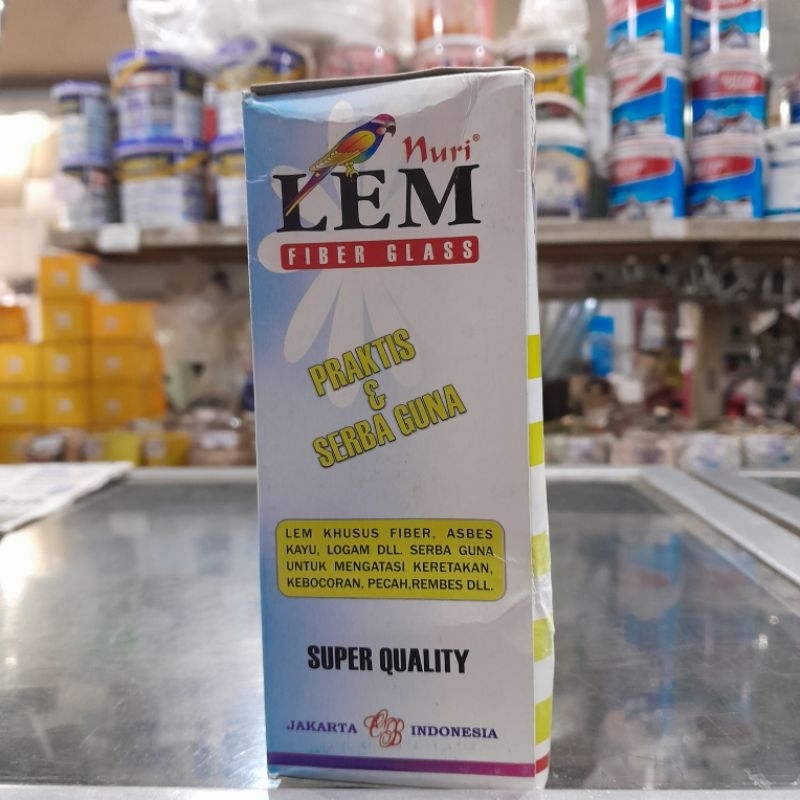 nuri®
LEM
FIBER GLASS
PRAKTIS
&
SERBA GUNA
LEM KHUSUS FIBER, ASBES
KAYU, LOGAM DLL. SERBA GUNA
UNTUK MENGATASI KERETAKAN,
KEBOCORAN, PECAH,REMBES DLL.
SUPER QUALITY
JAKARTA CB INDONESIA